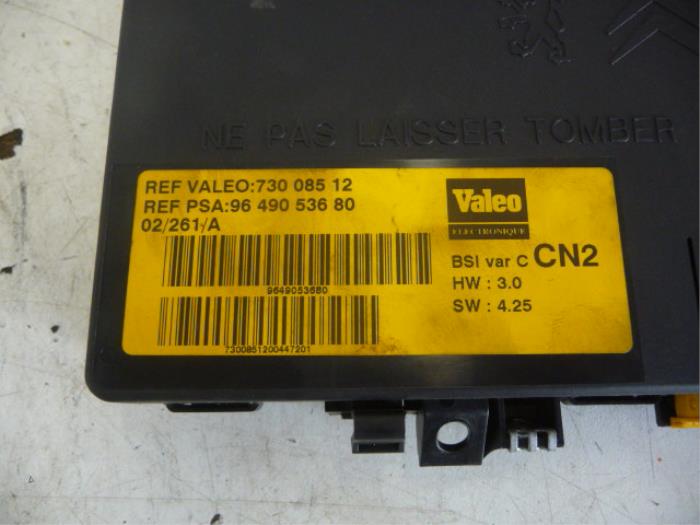 NE PAS LAISSER TOMBER
REF VALEO:730 085 12
REF PSA:96 490 536 80
02/261/A
Valeo
ELECTRONIQUE
BSI var C CN2
HW : 3.0
SW : 4.25
9649053680
7300851200447201